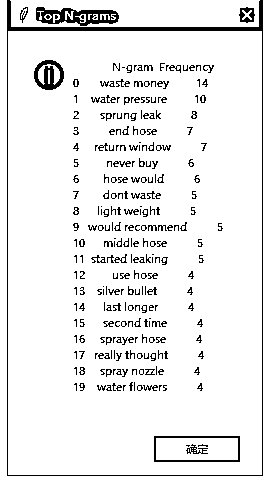 Top N-grams
N-gram Frequency
0 waste money 14
1 water pressure 10
2 sprung leak 8
3 end hose 7
4 return window 7
5 never buy 6
6 hose would 6
7 dont waste 5
8 light weight 5
9 would recommend 5
10 middle hose 5
11 started leaking 5
12 use hose 4
13 silver bullet 4
14 last longer 4
15 second time 4
16 sprayer hose 4
17 really thought 4
18 spray nozzle 4
19 water flowers 4
确定